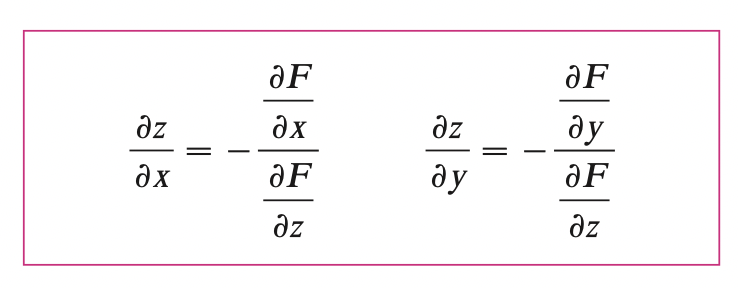 ∂z/∂x = − (∂F/∂x)/(∂F/∂z)    ∂z/∂y = − (∂F/∂y)/(∂F/∂z)